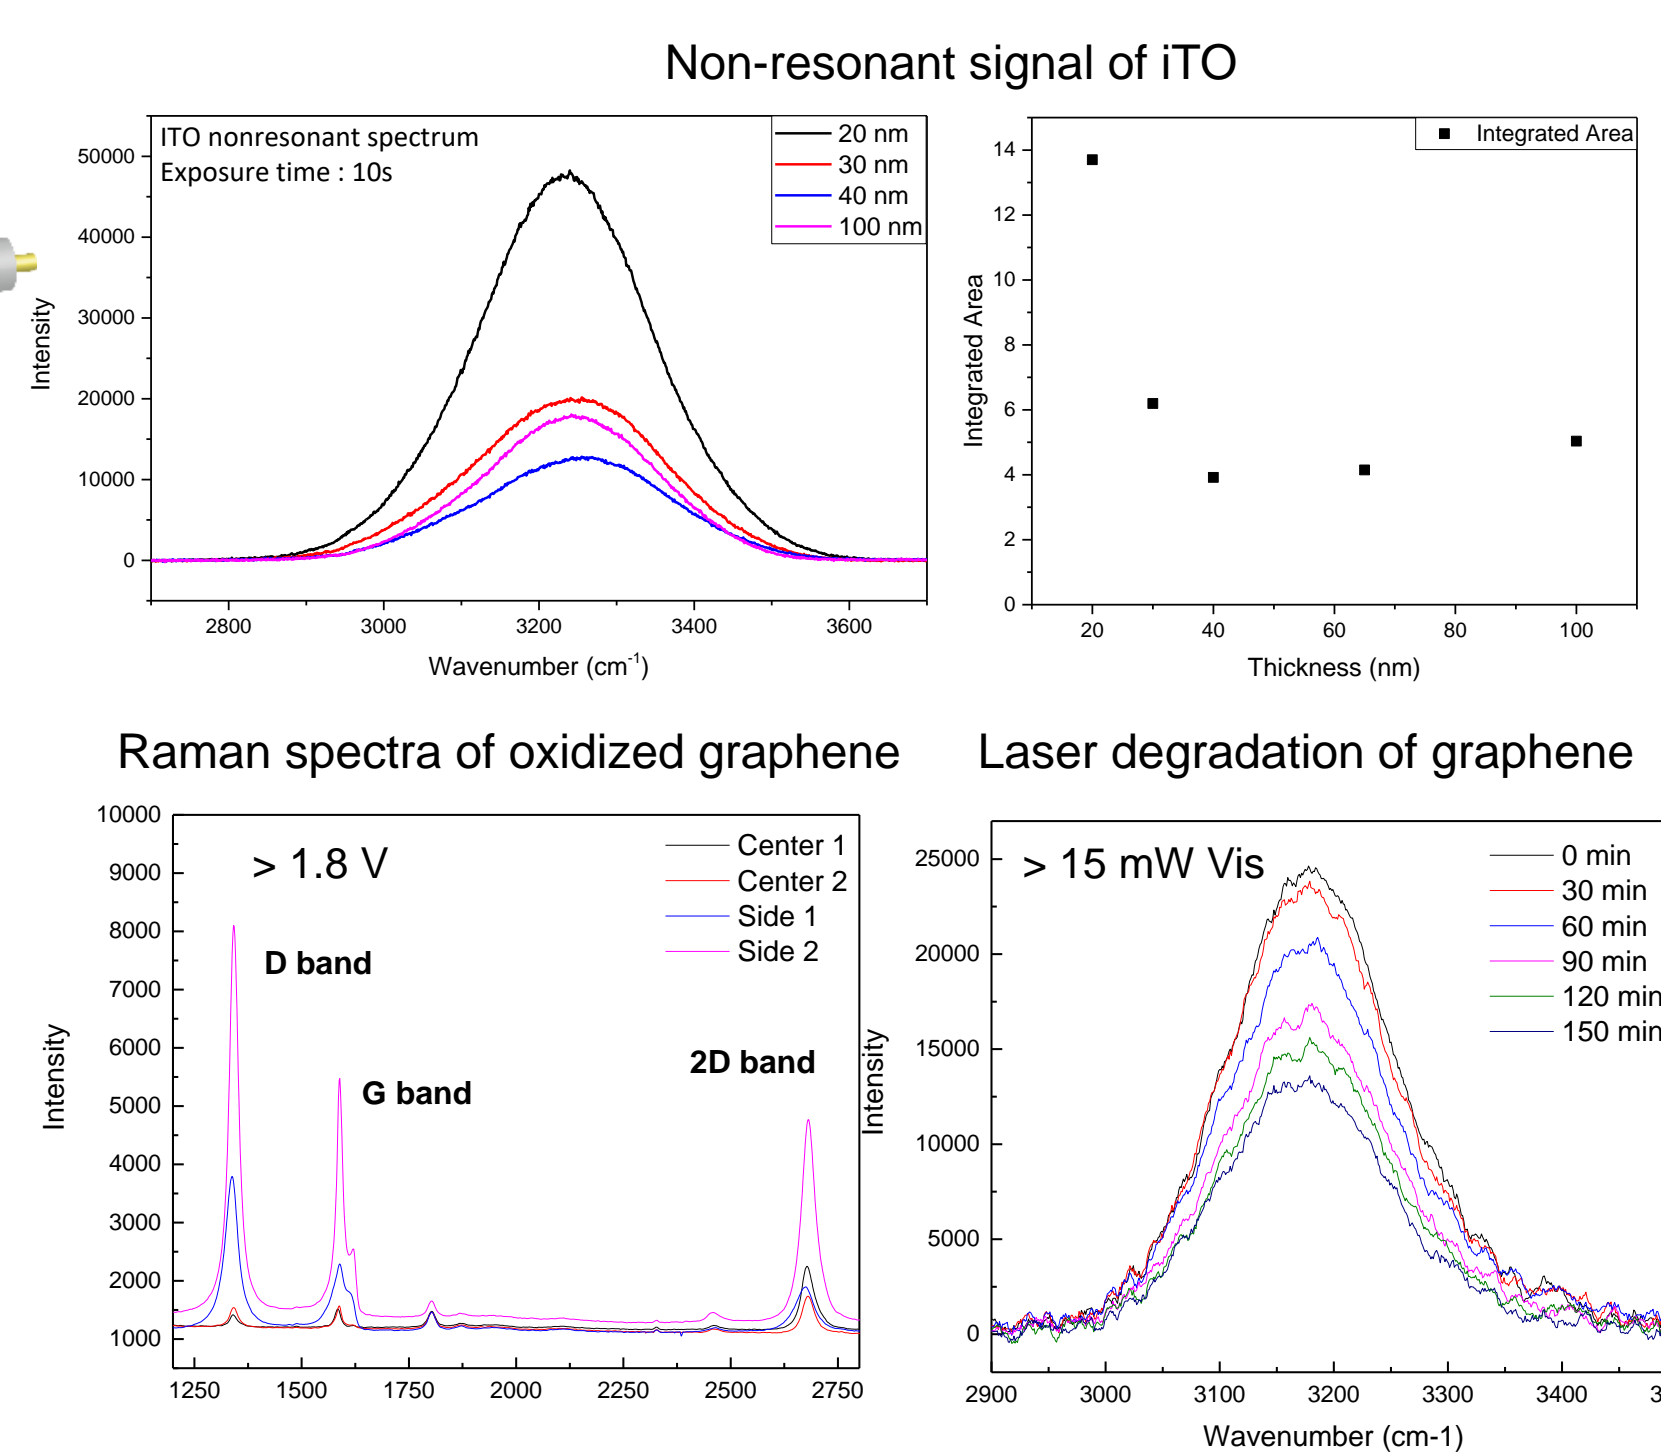 Non-resonant signal of iTO
ITO nonresonant spectrum
Exposure time : 10s
20 nm
30 nm
40 nm
100 nm
50000
40000
30000
20000
10000
0
Intensity
2800 3000 3200 3400 3600
Wavenumber (cm-1)
Integrated Area
14
12
10
8
6
4
2
0
Integrated Area
20 40 60 80 100
Thickness (nm)
Raman spectra of oxidized graphene
> 1.8 V
Center 1
Center 2
Side 1
Side 2
D band
G band
2D band
10000
9000
8000
7000
6000
5000
4000
3000
2000
1000
Intensity
1250 1500 1750 2000 2250 2500 2750
Laser degradation of graphene
> 15 mW Vis
0 min
30 min
60 min
90 min
120 min
150 min
25000
20000
15000
10000
5000
0
Intensity
2900 3000 3100 3200 3300 3400
Wavenumber (cm-1)